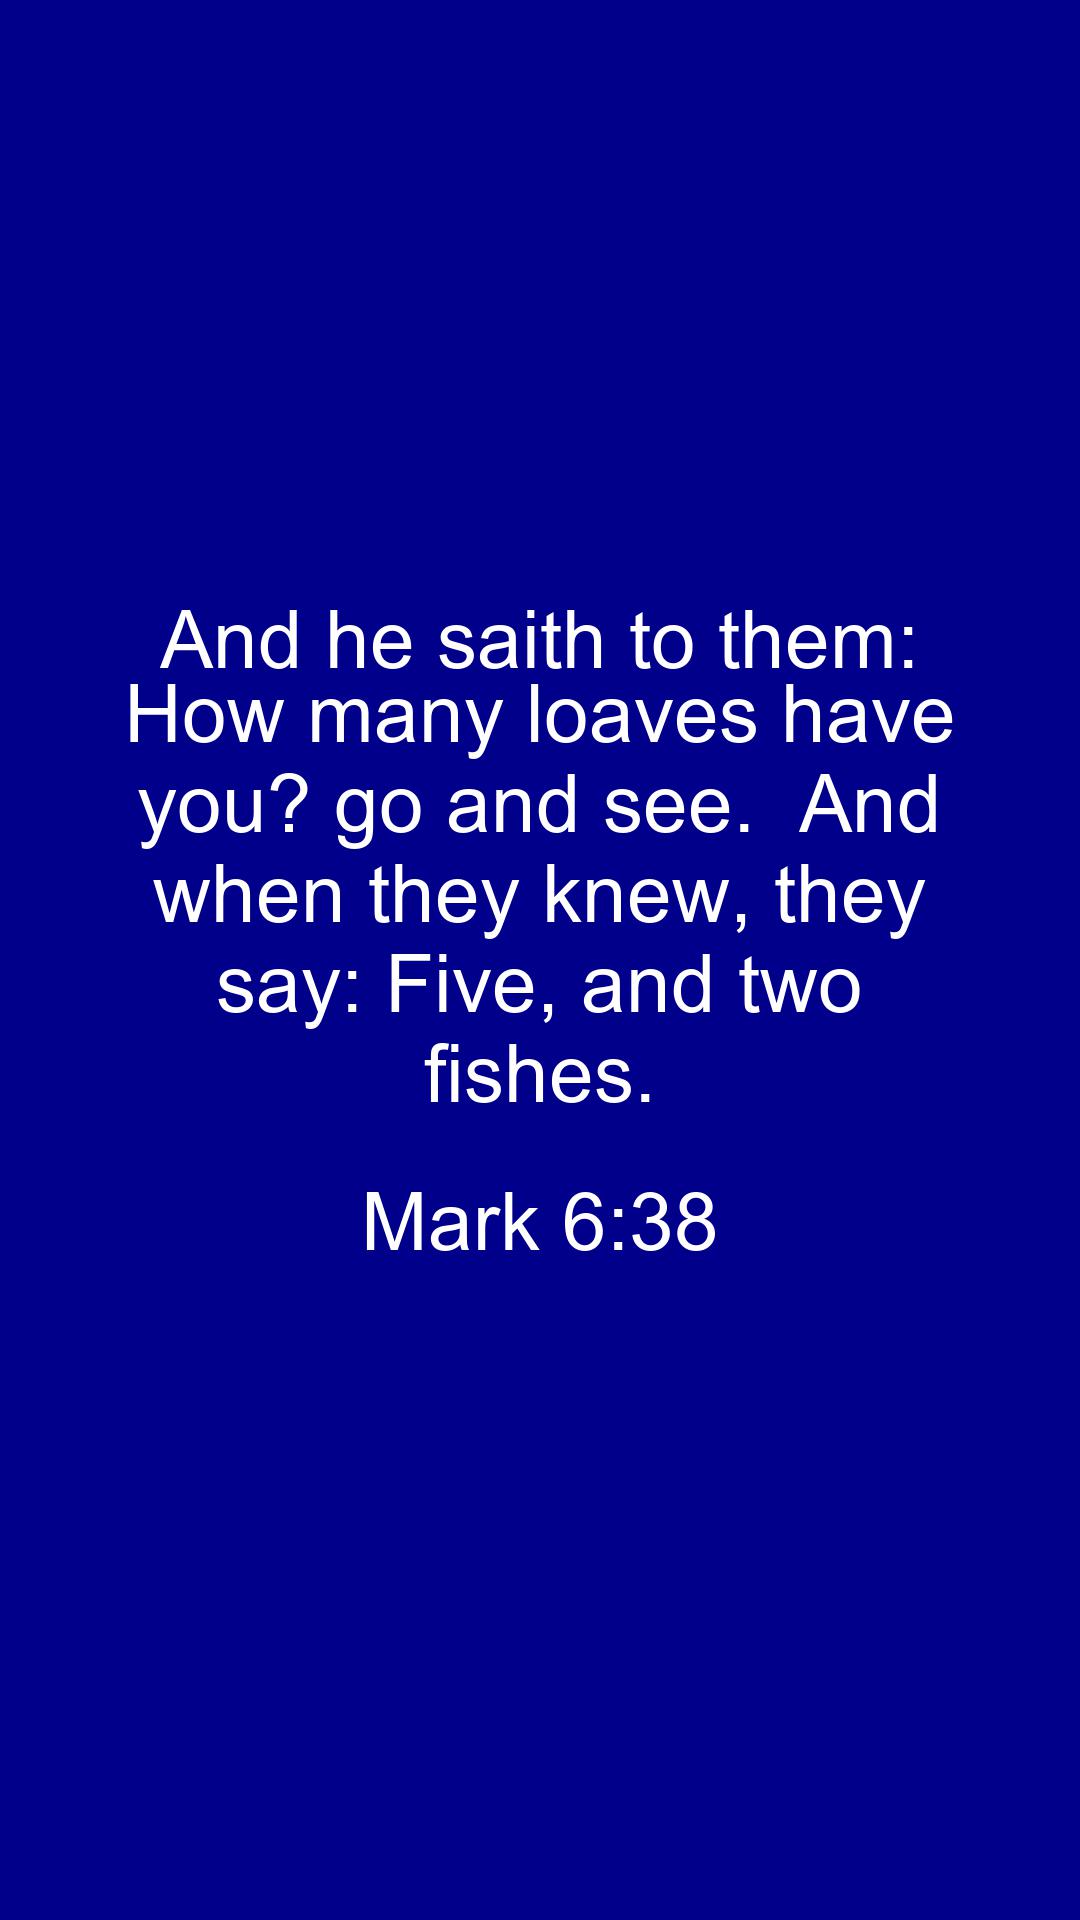 And he saith to them:
How many loaves have
you? go and see.  And
when they knew, they
say: Five, and two
fishes.
Mark 6:38